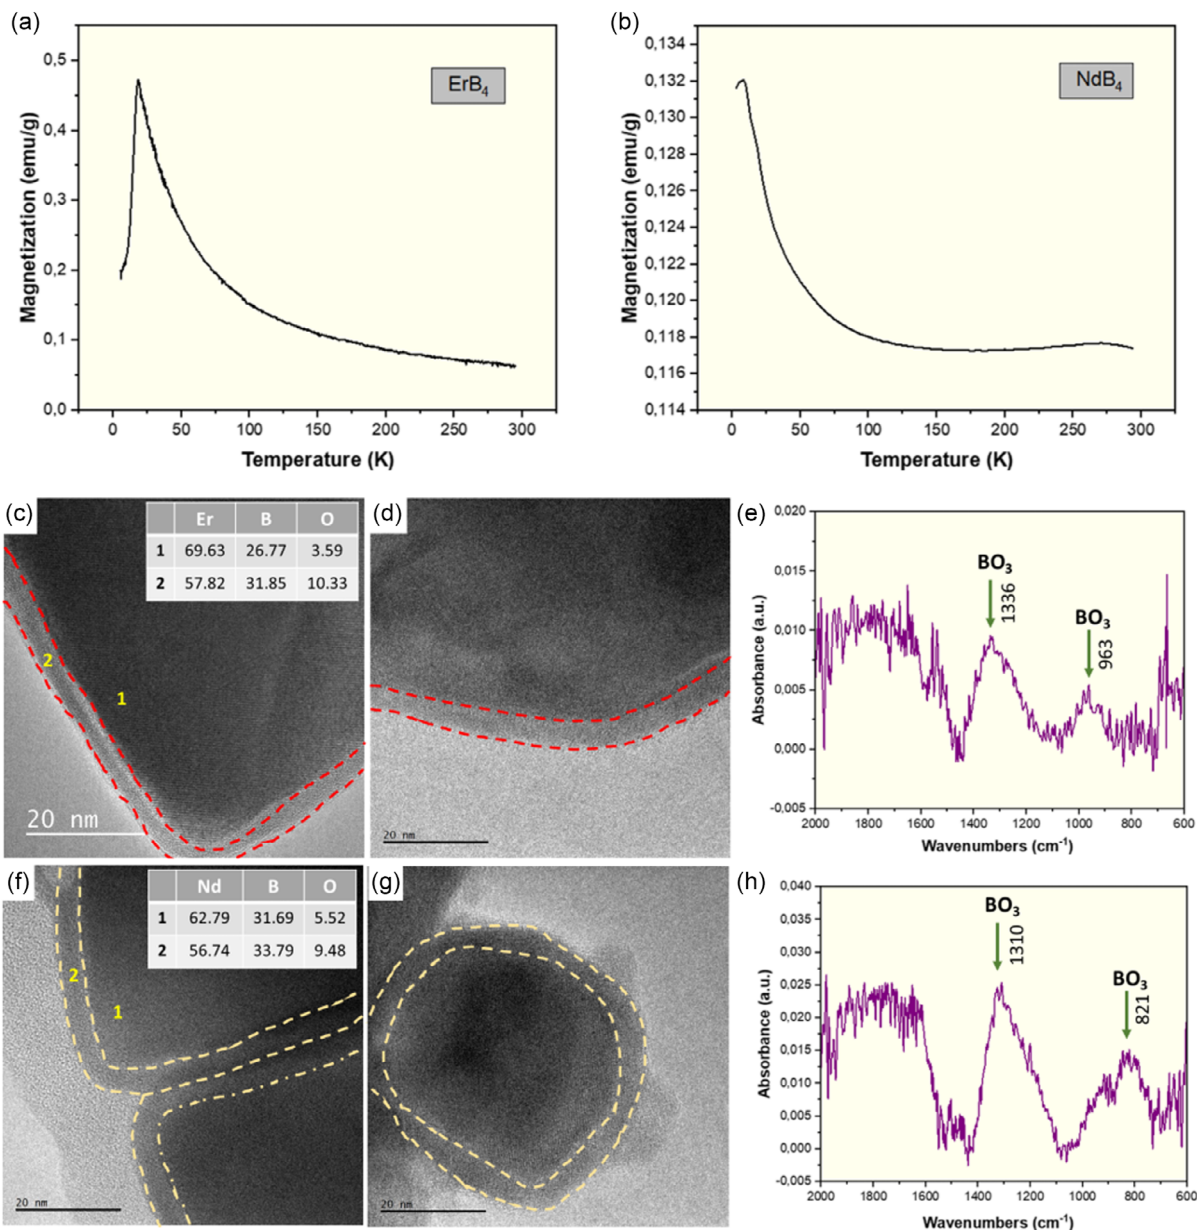 (a)
ErB4
Magnetization (emu/g)
0,5
0,4
0,3
0,2
0,1
0,0
0 50 100 150 200 250 300
Temperature (K)
(b)
NdB4
Magnetization (emu/g)
0,134
0,132
0,130
0,128
0,126
0,124
0,122
0,120
0,118
0,116
0,114
0 50 100 150 200 250 300
Temperature (K)
(c)
Er B O
1 69.63 26.77 3.59
2 57.82 31.85 10.33
2
1
20 nm
(d)
20 nm
(e)
Absorbance (a.u.)
0,020
0,015
0,010
0,005
0,000
-0,005
BO3
1336
BO3
963
2000 1800 1600 1400 1200 1000 800 600
Wavenumbers (cm-1)
(f)
Nd B O
1 62.79 31.69 5.52
2 56.74 33.79 9.48
2
1
20 nm
(g)
20 nm
(h)
Absorbance (a.u.)
0,040
0,035
0,030
0,025
0,020
0,015
0,010
0,005
0,000
-0,005
BO3
1310
BO3
821
2000 1800 1600 1400 1200 1000 800 600
Wavenumbers (cm-1)